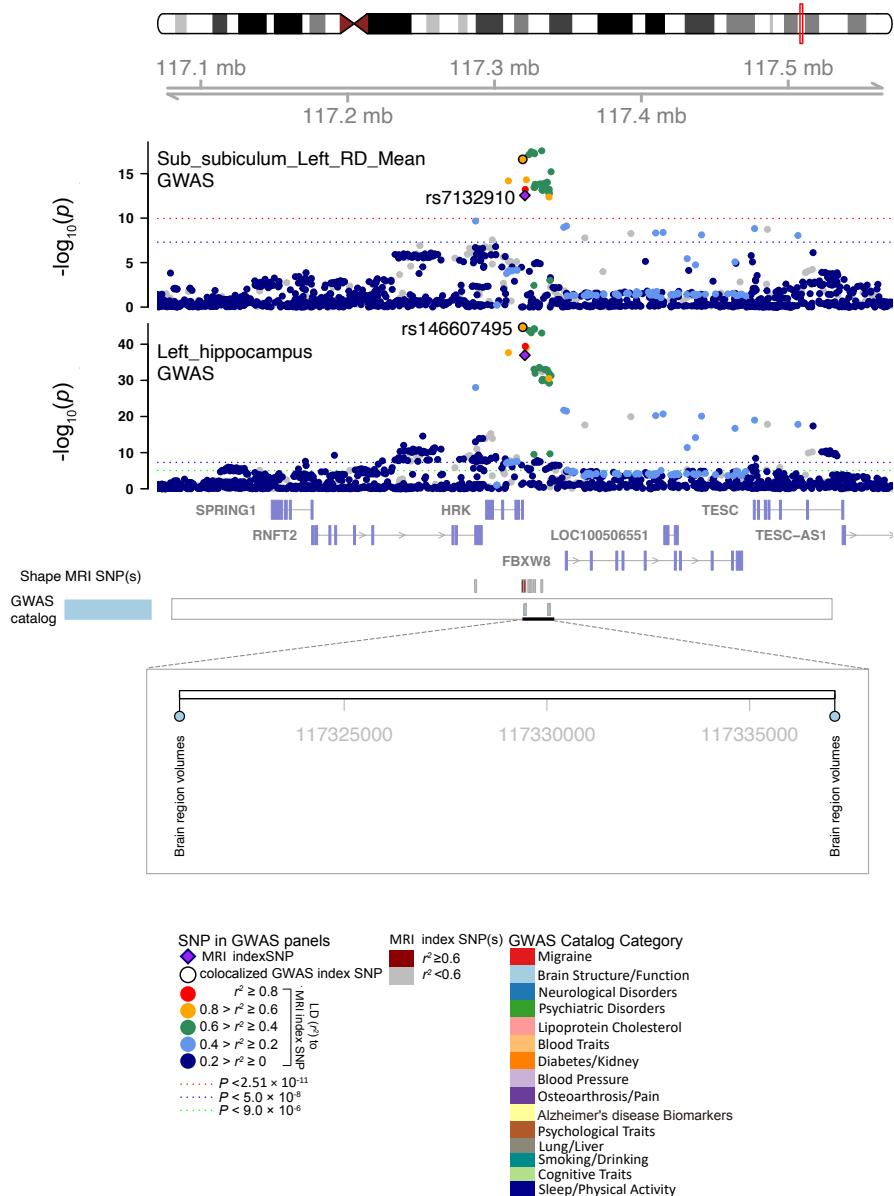 117.1 mb
117.3 mb
117.5 mb
117.2 mb
117.4 mb
Sub_subiculum_Left_RD_Mean
GWAS
rs7132910
-log₁₀(p)
15
10
5
0
rs146607495
Left_hippocampus
GWAS
-log₁₀(p)
40
30
20
10
0
SPRING1
HRK
TESC
RNFT2
LOC100506551
TESC-AS1
FBXW8
Shape MRI SNP(s)
GWAS
catalog
117325000
117330000
117335000
Brain region volumes
Brain region volumes
SNP in GWAS panels
MRI indexSNP
colocalized GWAS index SNP
r² ≥ 0.8
0.8 > r² ≥ 0.6
0.6 > r² ≥ 0.4
0.4 > r² ≥ 0.2
0.2 > r² ≥ 0
LD (r²) to
MRI index SNP
P <2.51 × 10⁻¹¹
P <5.0 × 10⁻⁸
P <9.0 × 10⁻⁶
MRI index SNP(s)
r²≥0.6
r²<0.6
GWAS Catalog Category
Migraine
Brain Structure/Function
Neurological Disorders
Psychiatric Disorders
Lipoprotein Cholesterol
Blood Traits
Diabetes/Kidney
Blood Pressure
Osteoarthrosis/Pain
Alzheimer's disease Biomarkers
Psychological Traits
Lung/Liver
Smoking/Drinking
Cognitive Traits
Sleep/Physical Activity